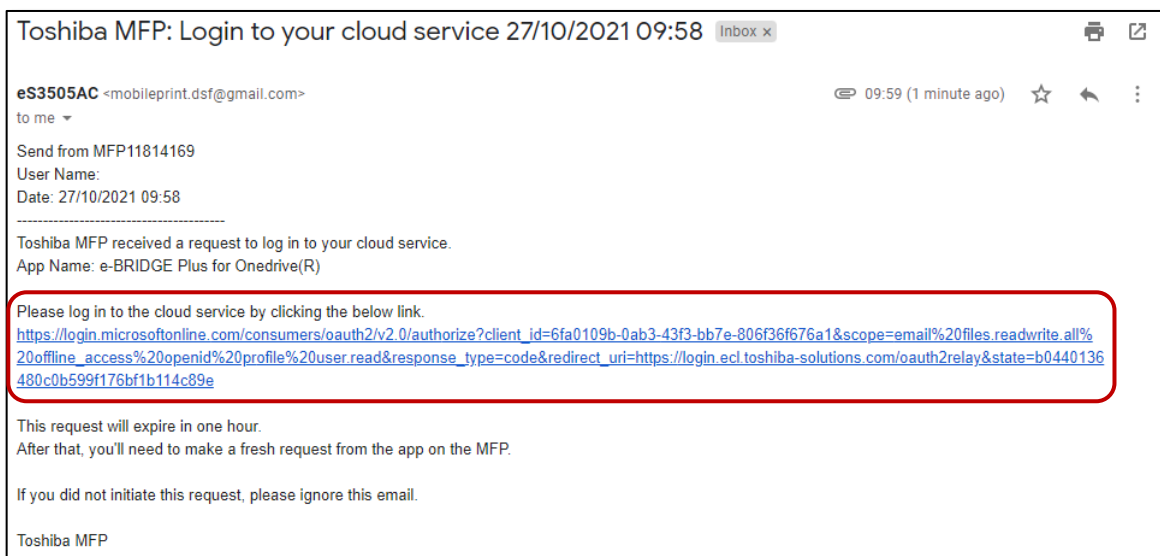 Toshiba MFP: Login to your cloud service 27/10/2021 09:58 Inbox x
eS3505AC <mobileprint.dsf@gmail.com> 09:59 (1 minute ago)
to me
Send from MFP11814169
User Name:
Date: 27/10/2021 09:58
----------------------------------------
Toshiba MFP received a request to log in to your cloud service.
App Name: e-BRIDGE Plus for Onedrive(R)
Please log in to the cloud service by clicking the below link.
https://login.microsoftonline.com/consumers/oauth2/v2.0/authorize?client_id=6fa0109b-0ab3-43f3-bb7e-806f36f676a1&scope=email%20files.readwrite.all%
20offline_access%20openid%20profile%20user.read&response_type=code&redirect_uri=https://login.ecl.toshiba-solutions.com/oauth2relay&state=b0440136
480c0b599f176bf1b114c89e
This request will expire in one hour.
After that, you'll need to make a fresh request from the app on the MFP.
If you did not initiate this request, please ignore this email.
Toshiba MFP